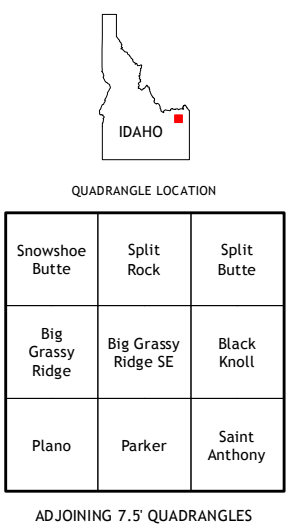 IDAHO
QUADRANGLE LOCATION
Snowshoe
Butte
Split
Rock
Split
Butte
Big
Grassy
Ridge
Big Grassy
Ridge SE
Black
Knoll
Plano
Parker
Saint
Anthony
ADJOINING 7.5' QUADRANGLES